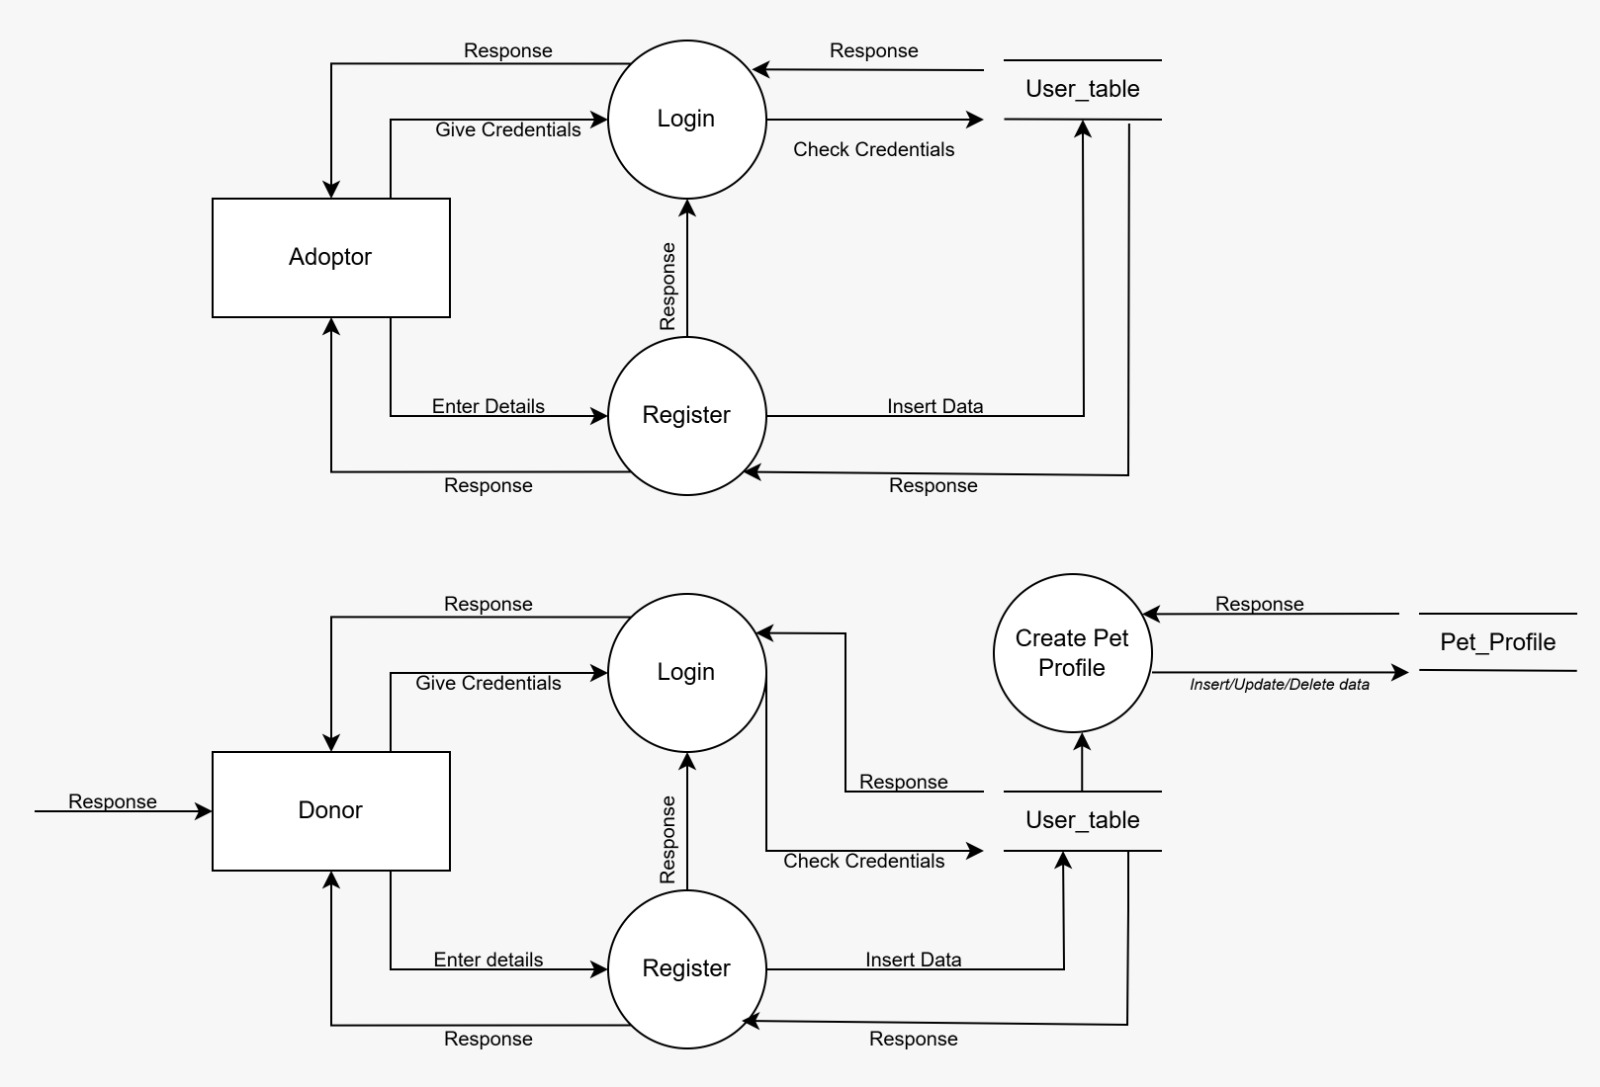 Response
Response
User_table
Login
Give Credentials
Check Credentials
Adoptor
Response
Enter Details
Register
Insert Data
Response
Response
Response
Response
Create Pet
Profile
Pet_Profile
Login
Give Credentials
Insert/Update/Delete data
Response
Response
Donor
User_table
Response
Check Credentials
Enter details
Register
Insert Data
Response
Response